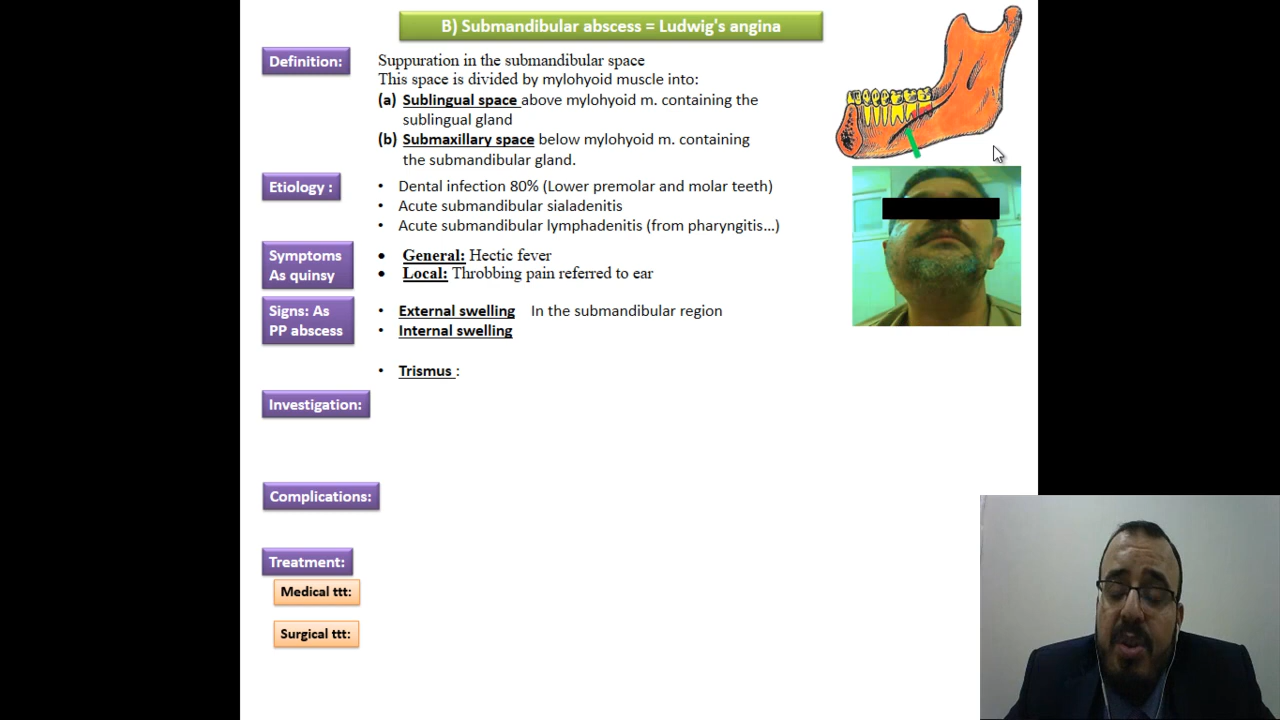 B) Submandibular abscess = Ludwig's angina
Definition:
Suppuration in the submandibular space
This space is divided by mylohyoid muscle into:
(a) Sublingual space above mylohyoid m. containing the
sublingual gland
(b) Submaxillary space below mylohyoid m. containing
the submandibular gland.
Etiology :
• Dental infection 80% (Lower premolar and molar teeth)
• Acute submandibular sialadenitis
• Acute submandibular lymphadenitis (from pharyngitis...)
Symptoms
As quinsy
• General: Hectic fever
• Local: Throbbing pain referred to ear
Signs: As
PP abscess
• External swelling In the submandibular region
• Internal swelling
• Trismus :
Investigation:
Complications:
Treatment:
Medical ttt:
Surgical ttt: